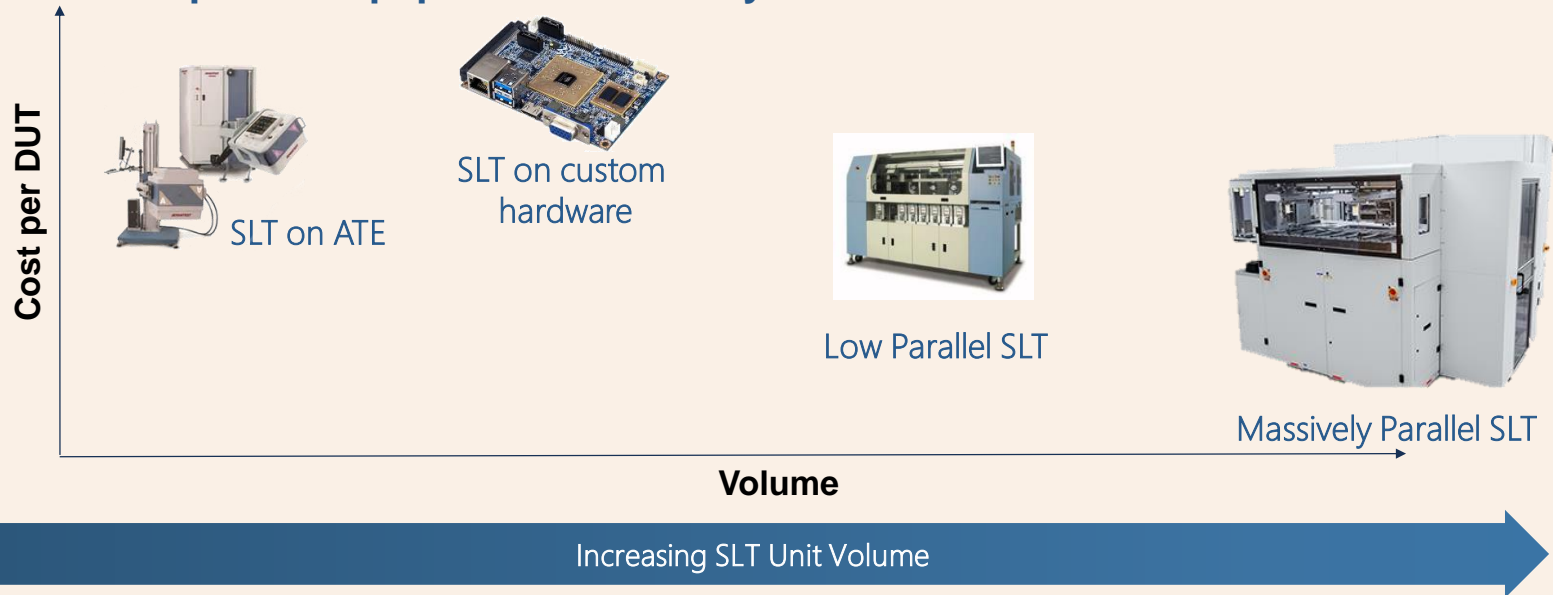 Cost per DUT
SLT on ATE
SLT on custom
hardware
Low Parallel SLT
Massively Parallel SLT
Volume
Increasing SLT Unit Volume